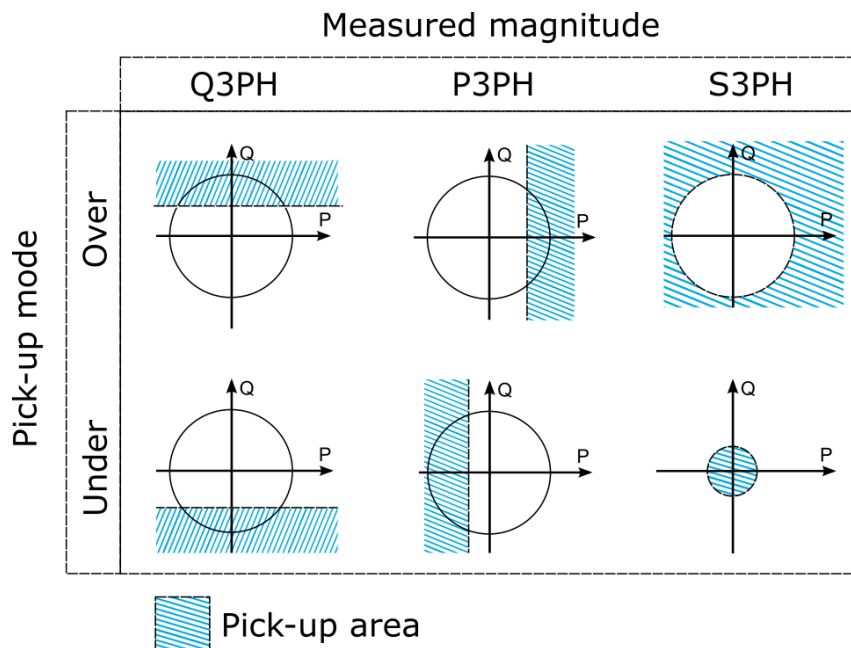 Measured magnitude
Q3PH P3PH S3PH
Pick-up mode
Over
Q P
Q P
Q P
Under
Q P
Q P
Q P
Pick-up area